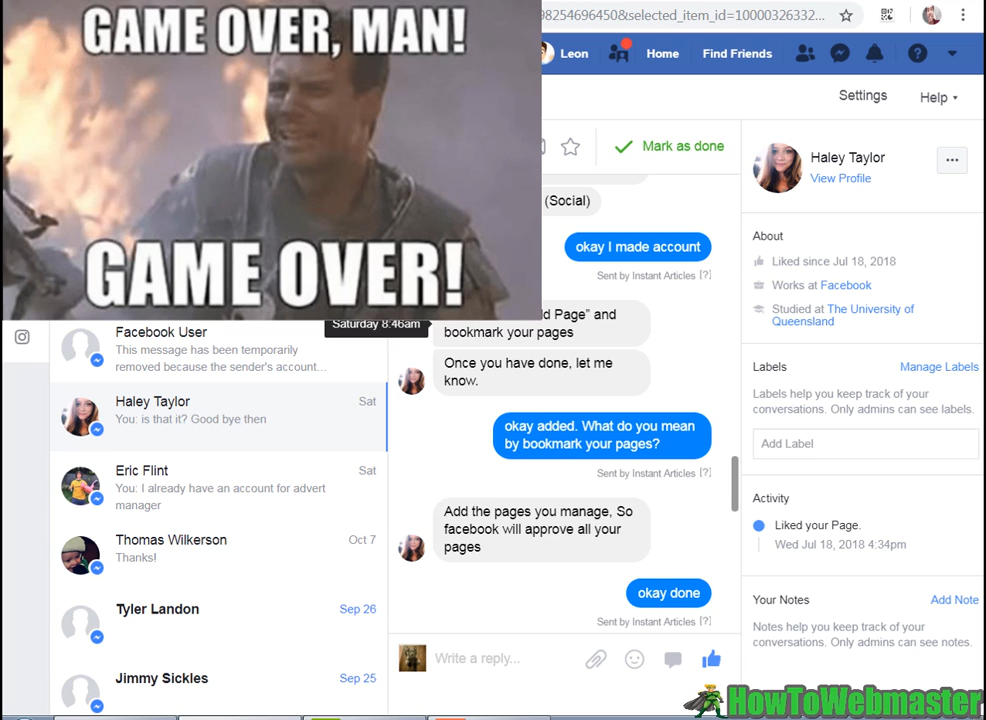 GAME OVER, MAN!
GAME OVER!
98254696450&selected_item_id=10000326332...
Leon
Home
Find Friends
Settings
Help
Mark as done
(Social)
okay I made account
Sent by Instant Articles [?]
Saturday 8:46am
ld Page" and
bookmark your pages
Once you have done, let me
know.
okay added. What do you mean
by bookmark your pages?
Sent by Instant Articles [?]
Add the pages you manage, So
facebook will approve all your
pages
okay done
Sent by Instant Articles [?]
Write a reply...
Facebook User
This message has been temporarily
removed because the sender's account...
Haley Taylor
Sat
You: is that it? Good bye then
Eric Flint
Sat
You: I already have an account for advert
manager
Thomas Wilkerson
Oct 7
Thanks!
Tyler Landon
Sep 26
Jimmy Sickles
Sep 25
Haley Taylor
View Profile
About
Liked since Jul 18, 2018
Works at Facebook
Studied at The University of
Queensland
Labels
Manage Labels
Labels help you keep track of your
conversations. Only admins can see labels.
Add Label
Activity
Liked your Page.
Wed Jul 18, 2018 4:34pm
Your Notes
Add Note
Notes help you keep track of your
conversations. Only admins can see notes.
HowToWebmaster